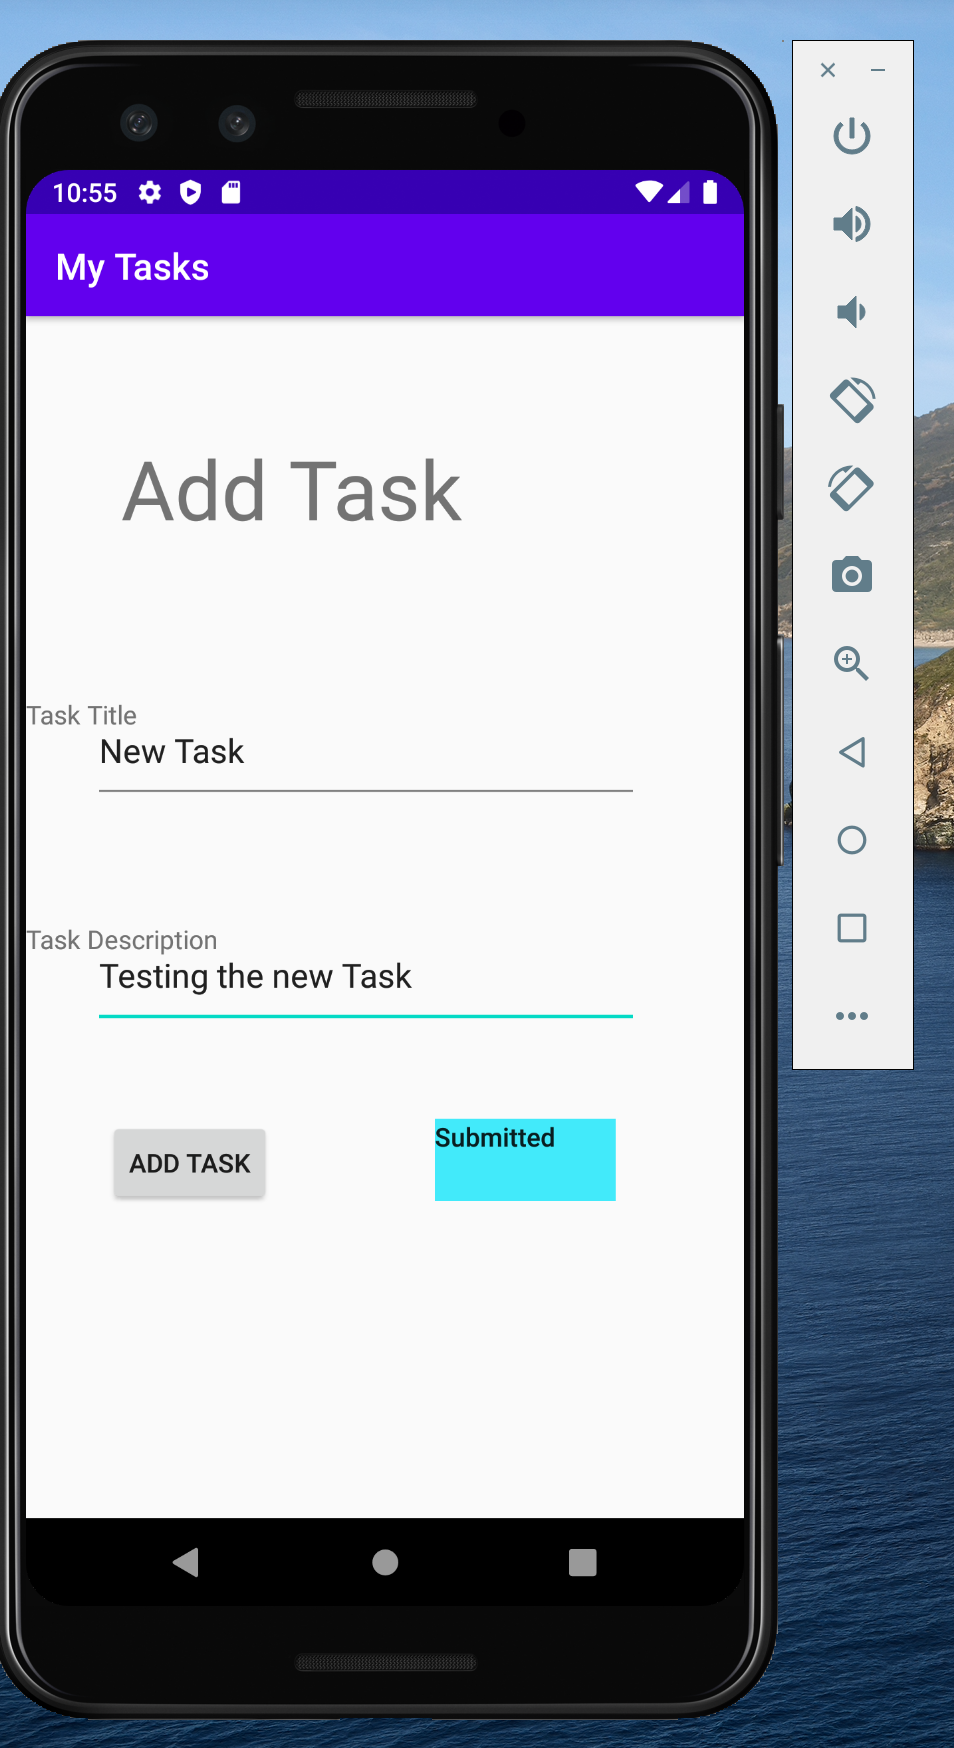 10:55
My Tasks
Add Task
Task Title
New Task
Task Description
Testing the new Task
ADD TASK
Submitted